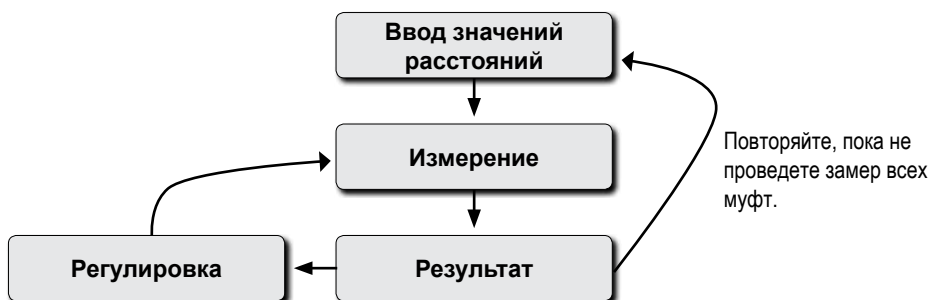 Ввод значений
расстояний
Измерение
Повторяйте, пока не
проведете замер всех
муфт.
Регулировка
Результат